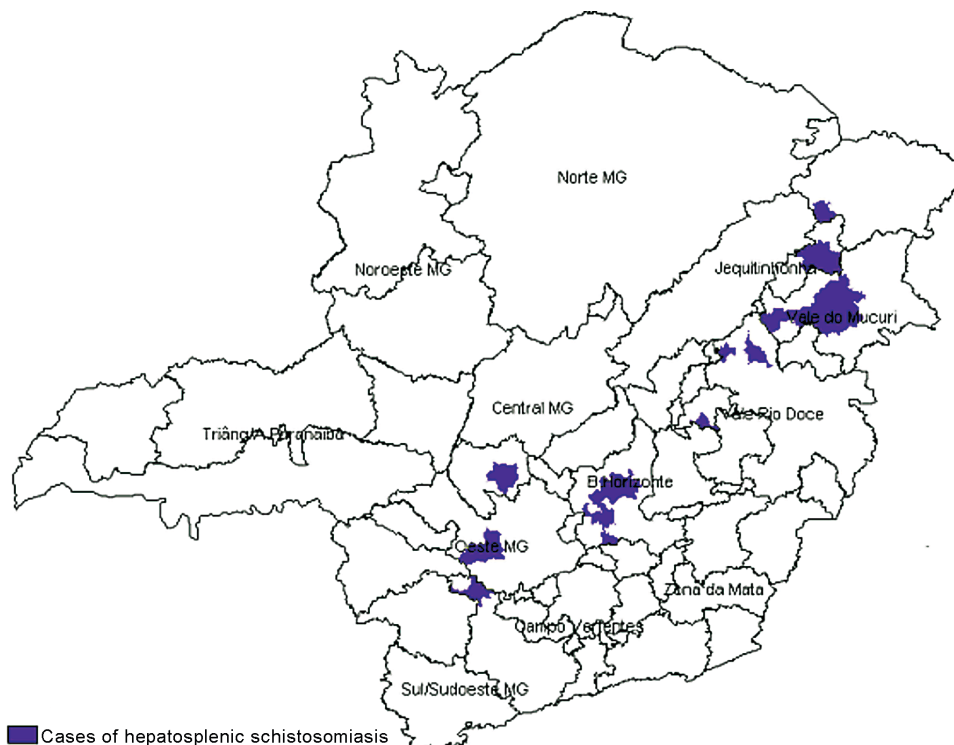 Norte MG
Noroeste MG
Jequitinhonha
Vale do Mucuri
Central MG
Vale Rio Doce
Triâng/A Paranaiba
B Horizonte
Oeste MG
Zona da Mata
Campo Vertentes
Sul/Sudoeste MG
Cases of hepatosplenic schistosomiasis